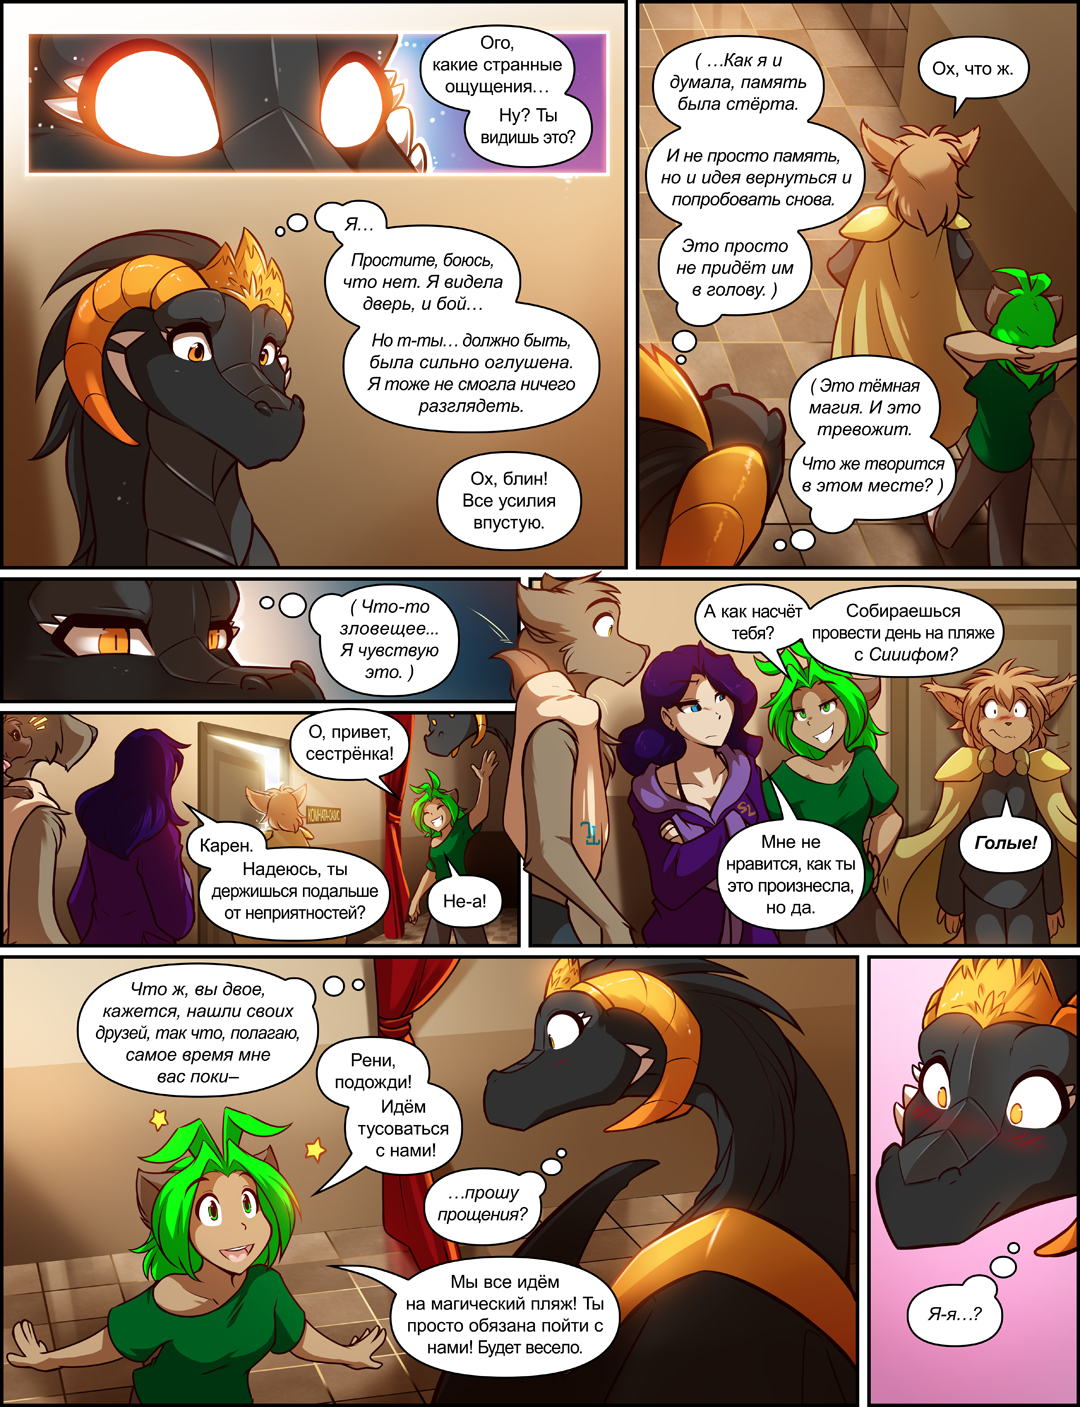 Ого,
какие странные
ощущения…
Ну? Ты
видишь это?
Я…
Простите, боюсь,
что нет. Я видела
дверь, и бой…
Но т-ты… должно быть,
была сильно оглушена.
Я тоже не смогла ничего
разглядеть.
Ох, блин!
Все усилия
впустую.
( …Как я и
думала, память
была стёрта.
И не просто память,
но и идея вернуться и
попробовать снова.
Это просто
не придёт им
в голову. )
Ох, что ж.
( Это тёмная
магия. И это
тревожит.
Что же творится
в этом месте? )
( Что-то
зловещее...
Я чувствую
это. )
О, привет,
сестрёнка!
КОМНАТА-ОАЗИС
Карен.
Надеюсь, ты
держишься подальше
от неприятностей?
Не-а!
А как насчёт
тебя?
Собираешься
провести день на пляже
с Сииифом?
Мне не
нравится, как ты
это произнесла,
но да.
Голые!
Что ж, вы двое,
кажется, нашли своих
друзей, так что, полагаю,
самое время мне
вас поки–
Рени,
подожди!
Идём
тусоваться
с нами!
…прошу
прощения?
Мы все идём
на магический пляж! Ты
просто обязана пойти с
нами! Будет весело.
Я-я…?